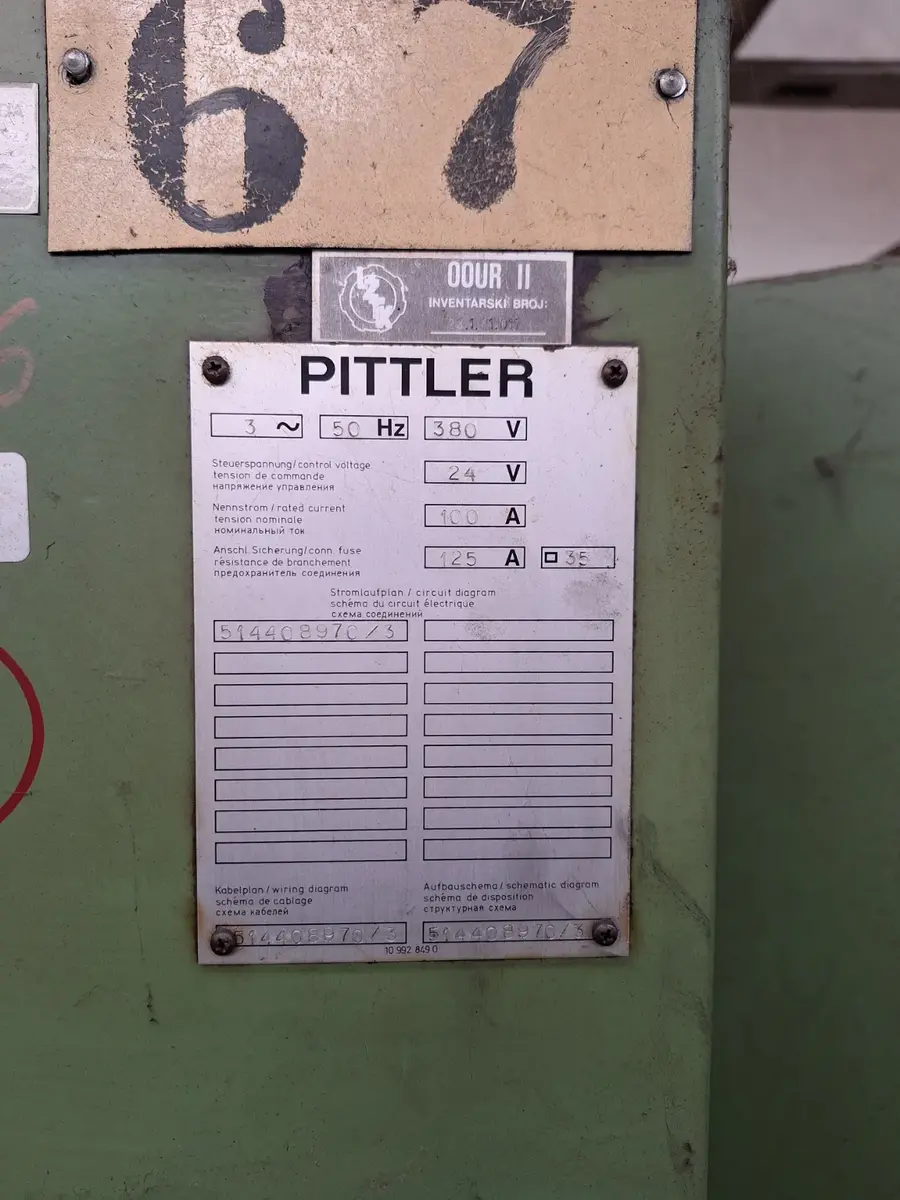 67
OOUR II
INVENTARSKI BROJ:
PITTLER
3 ~ 50 Hz 380 V
Steuerspannung/control voltage
tension de commande
напряжение управления
24 V
Nennstrom / rated current
tension nominale
номинальный ток
100 A
Anschl. Sicherung/conn. fuse
résistance de branchement
предохранитель соединения
125 A 35
Stromlaufplan / circuit diagram
schéma du circuit électrique
схема соединений
514408970/3
Kabelplan / wiring diagram
schéma de cablage
схема кабелей
Aufbauschema / schematic diagram
schéma de disposition
структурная схема
514408970/3 514408970/3
10 992 849 0